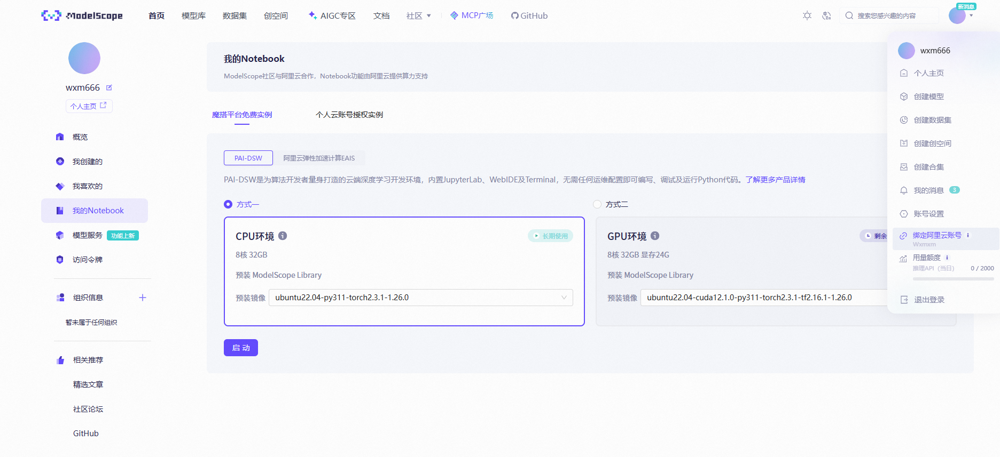 ModelScope
首页
模型库
数据集
创空间
AIGC专区
文档
社区
MCP广场
GitHub
搜索您感兴趣的内容
新消息
wxm666
个人主页
概览
我创建的
我喜欢的
我的Notebook
模型服务
功能上新
访问令牌
组织信息
暂未属于任何组织
相关推荐
精选文章
社区论坛
GitHub
我的Notebook
ModelScope社区与阿里云合作，Notebook功能由阿里云提供算力支持
魔搭平台免费实例
个人云账号授权实例
PAI-DSW
阿里云弹性加速计算EAIS
PAI-DSW是为算法开发者量身打造的云端深度学习开发环境，内置JupyterLab、WebIDE及Terminal，无需任何运维配置即可编写、调试及运行Python代码。了解更多产品详情
方式一
CPU环境
长期使用
8核 32GB
预装 ModelScope Library
预装镜像
ubuntu22.04-py311-torch2.3.1-1.26.0
方式二
GPU环境
剩余
8核 32GB 显存24G
预装 ModelScope Library
预装镜像
ubuntu22.04-cuda12.1.0-py311-torch2.3.1-tf2.16.1-1.26.0
启 动
wxm666
个人主页
创建模型
创建数据集
创建创空间
创建合集
我的消息
3
账号设置
绑定阿里云账号
Wxmxm
用量额度
推理API（当日）
0 / 2000
退出登录